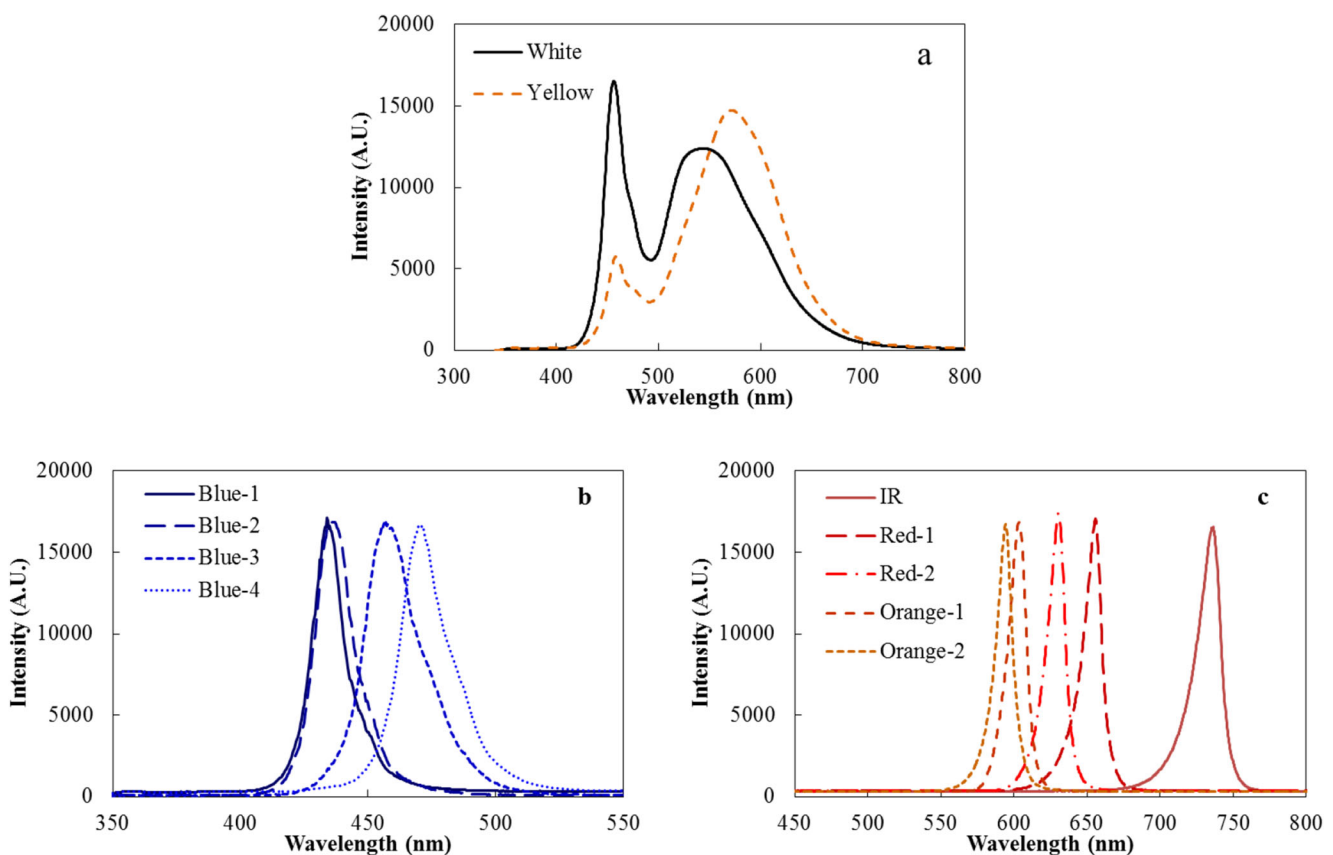 20000
15000
10000
5000
0
Intensity (A.U.)
White
Yellow
a
300 400 500 600 700 800
Wavelength (nm)
20000
15000
10000
5000
0
Intensity (A.U.)
Blue-1
Blue-2
Blue-3
Blue-4
b
350 400 450 500 550
Wavelength (nm)
20000
15000
10000
5000
0
Intensity (A.U.)
IR
Red-1
Red-2
Orange-1
Orange-2
c
450 500 550 600 650 700 750 800
Wavelength (nm)